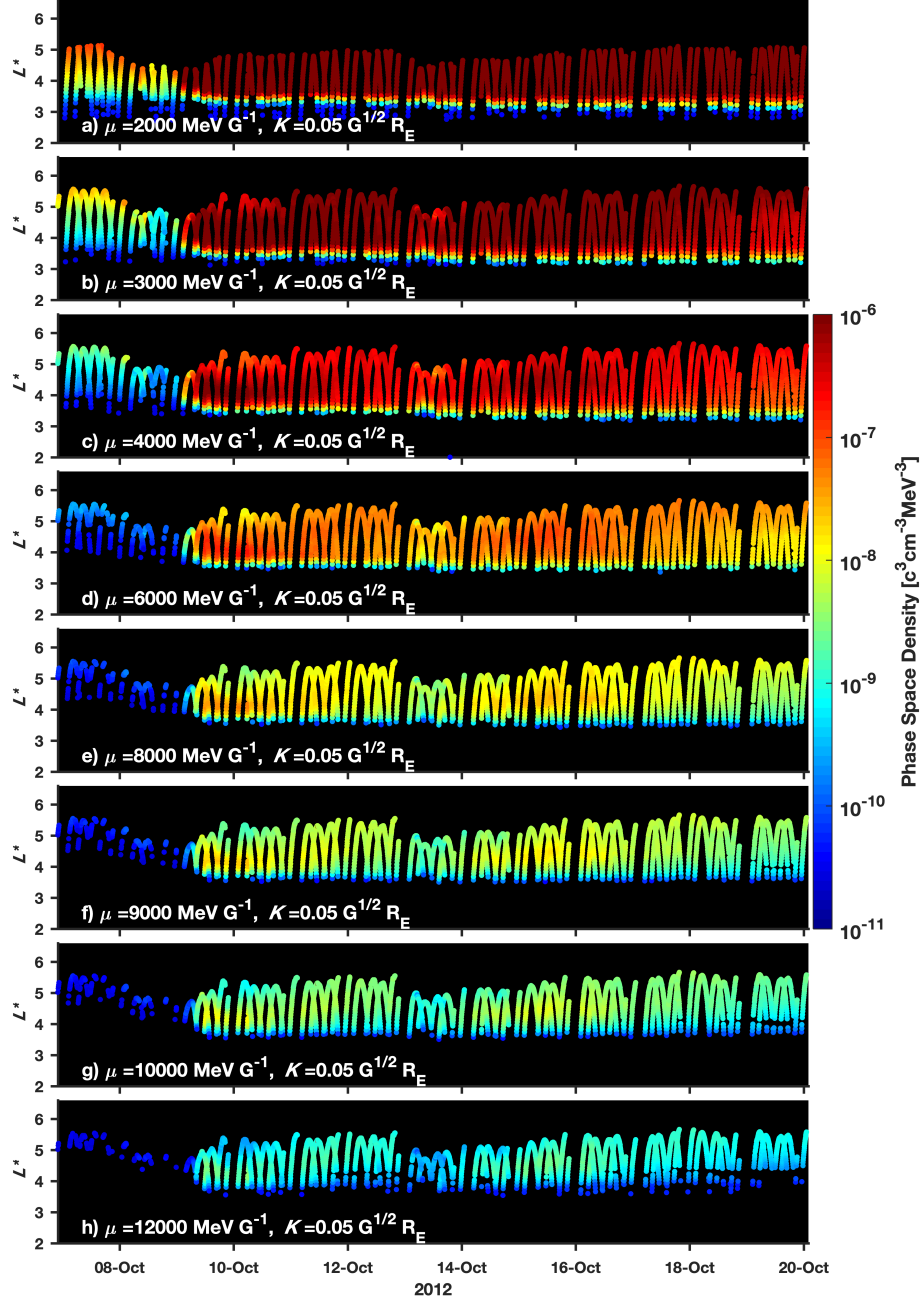 6
5
4
3
2
L*
a) μ =2000 MeV G⁻¹, K =0.05 G^1/2 R_E
6
5
4
3
2
L*
b) μ =3000 MeV G⁻¹, K =0.05 G^1/2 R_E
6
5
4
3
2
L*
c) μ =4000 MeV G⁻¹, K =0.05 G^1/2 R_E
6
5
4
3
2
L*
d) μ =6000 MeV G⁻¹, K =0.05 G^1/2 R_E
6
5
4
3
2
L*
e) μ =8000 MeV G⁻¹, K =0.05 G^1/2 R_E
6
5
4
3
2
L*
f) μ =9000 MeV G⁻¹, K =0.05 G^1/2 R_E
6
5
4
3
2
L*
g) μ =10000 MeV G⁻¹, K =0.05 G^1/2 R_E
6
5
4
3
2
L*
h) μ =12000 MeV G⁻¹, K =0.05 G^1/2 R_E
08-Oct 10-Oct 12-Oct 14-Oct 16-Oct 18-Oct 20-Oct
2012
10⁻⁶
10⁻⁷
10⁻⁸
10⁻⁹
10⁻¹⁰
10⁻¹¹
Phase Space Density [c³cm⁻³MeV⁻³]